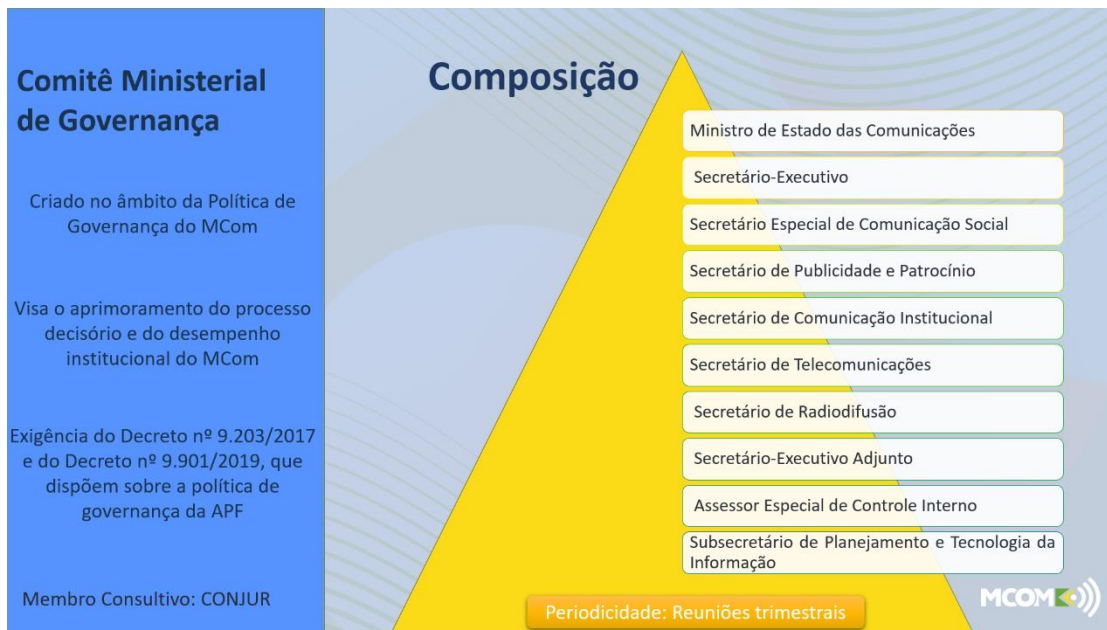 Comitê Ministerial
de Governança
Criado no âmbito da Política de
Governança do MCom
Visa o aprimoramento do processo
decisório e do desempenho
institucional do MCom
Exigência do Decreto nº 9.203/2017
e do Decreto nº 9.901/2019, que
dispõem sobre a política de
governança da APF
Membro Consultivo: CONJUR
Composição
Ministro de Estado das Comunicações
Secretário-Executivo
Secretário Especial de Comunicação Social
Secretário de Publicidade e Patrocínio
Secretário de Comunicação Institucional
Secretário de Telecomunicações
Secretário de Radiodifusão
Secretário-Executivo Adjunto
Assessor Especial de Controle Interno
Subsecretário de Planejamento e Tecnologia da
Informação
Periodicidade: Reuniões trimestrais
MCOM